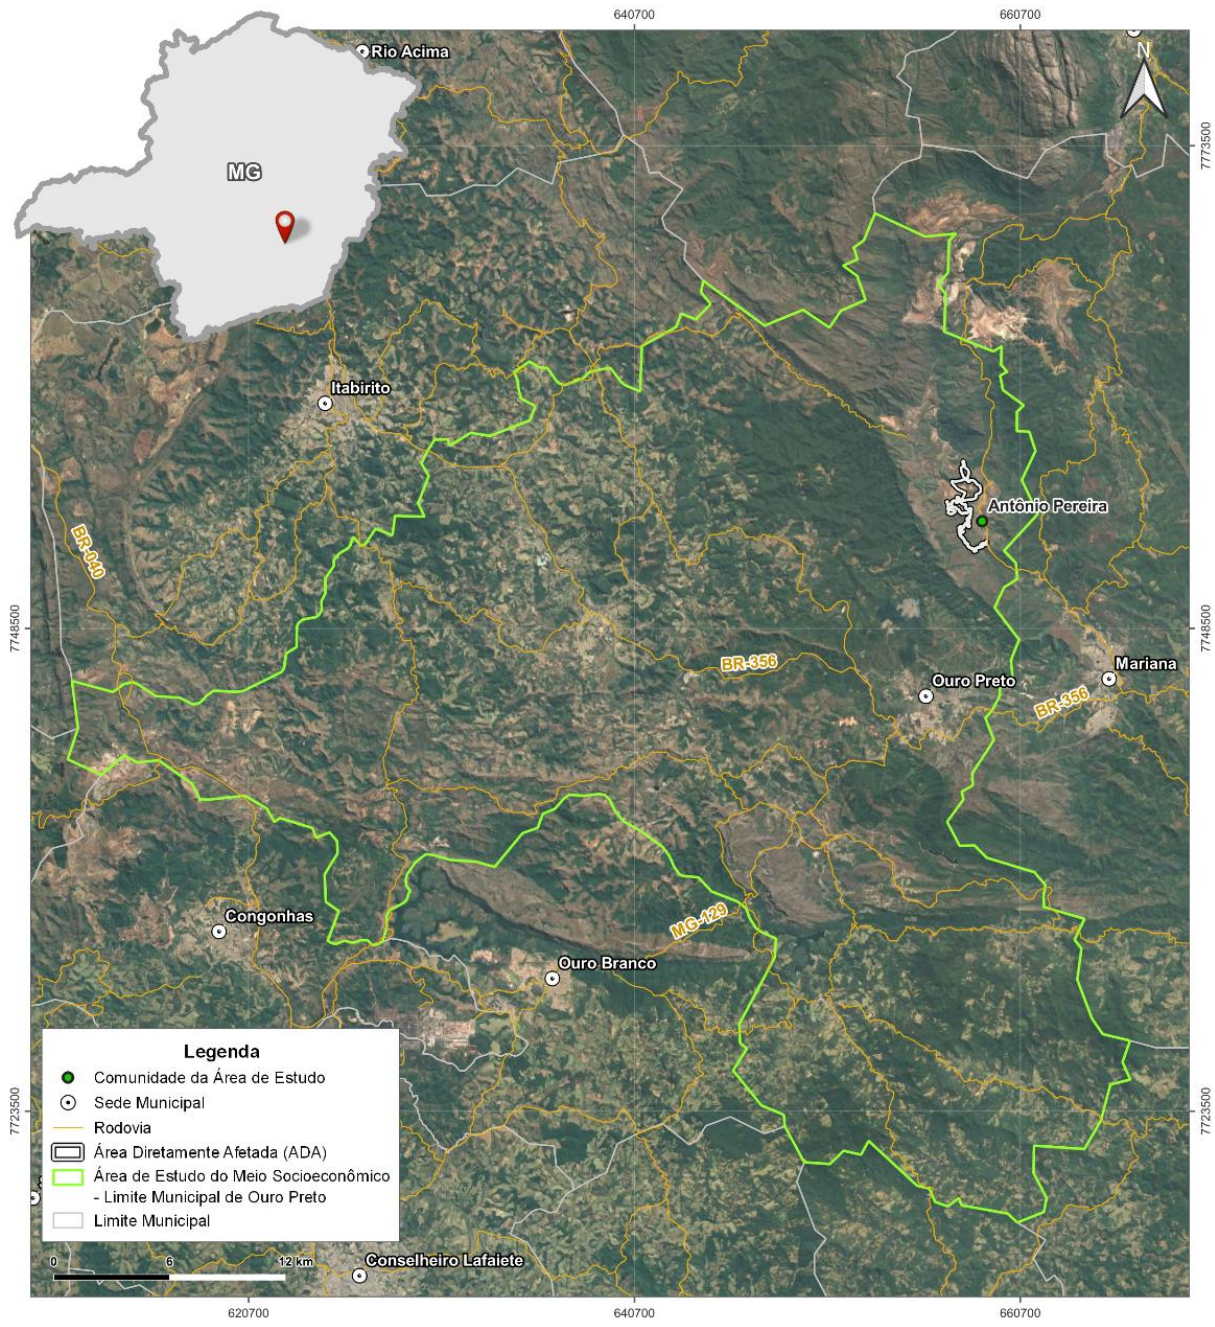 640700
660700
Rio Acima
N
MG
7773500
7773500
Itabirito
Antônio Pereira
BR-040
7748500
7748500
BR-356
Mariana
Ouro Preto
BR-356
Congonhas
MG-129
Ouro Branco
Legenda
Comunidade da Área de Estudo
Sede Municipal
Rodovia
Área Diretamente Afetada (ADA)
Área de Estudo do Meio Socioeconômico
- Limite Municipal de Ouro Preto
Limite Municipal
7723500
7723500
0 6 12 km
Conselheiro Lafaiete
620700
640700
660700